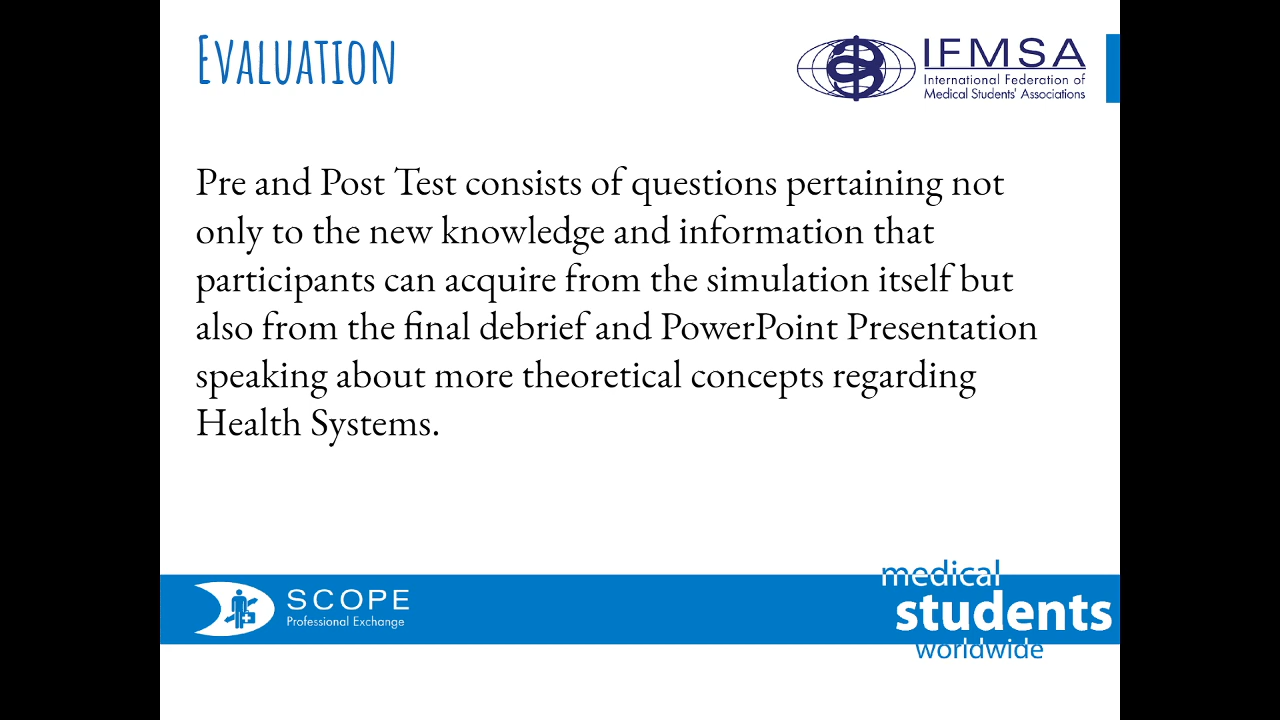 EVALUATION
IFMSA
International Federation of
Medical Students' Associations
Pre and Post Test consists of questions pertaining not
only to the new knowledge and information that
participants can acquire from the simulation itself but
also from the final debrief and PowerPoint Presentation
speaking about more theoretical concepts regarding
Health Systems.
SCOPE
Professional Exchange
medical
students
worldwide